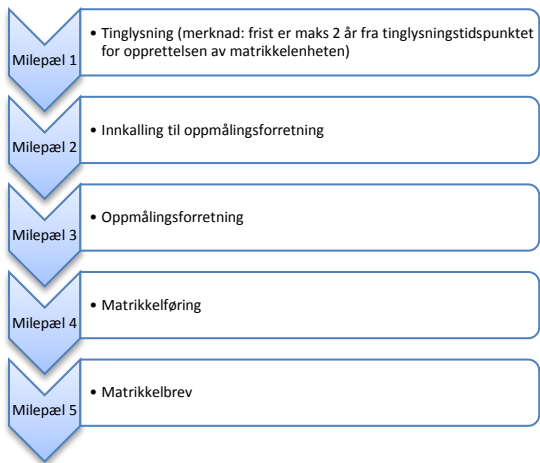 Milepæl 1
• Tinglysning (merknad: frist er maks 2 år fra tinglysningstidspunktet
for opprettelsen av matrikkelenheten)
Milepæl 2
• Innkalling til oppmålingsforretning
Milepæl 3
• Oppmålingsforretning
Milepæl 4
• Matrikkelføring
Milepæl 5
• Matrikkelbrev